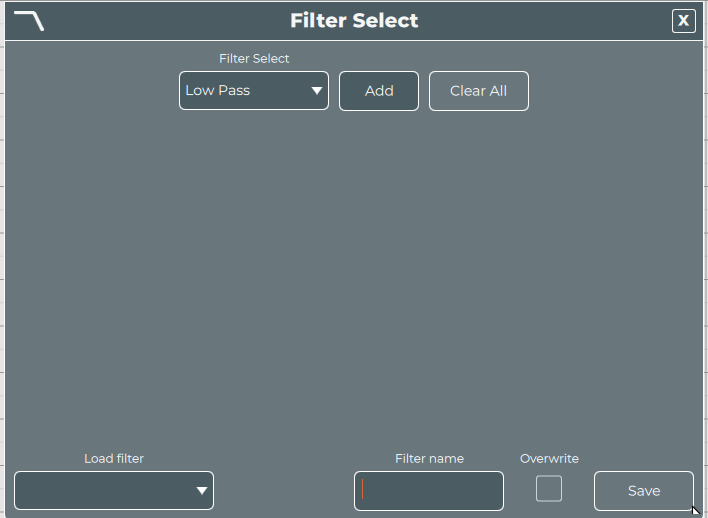 Filter Select
X
Filter Select
Low Pass
Add
Clear All
Load filter
Filter name
Overwrite
Save